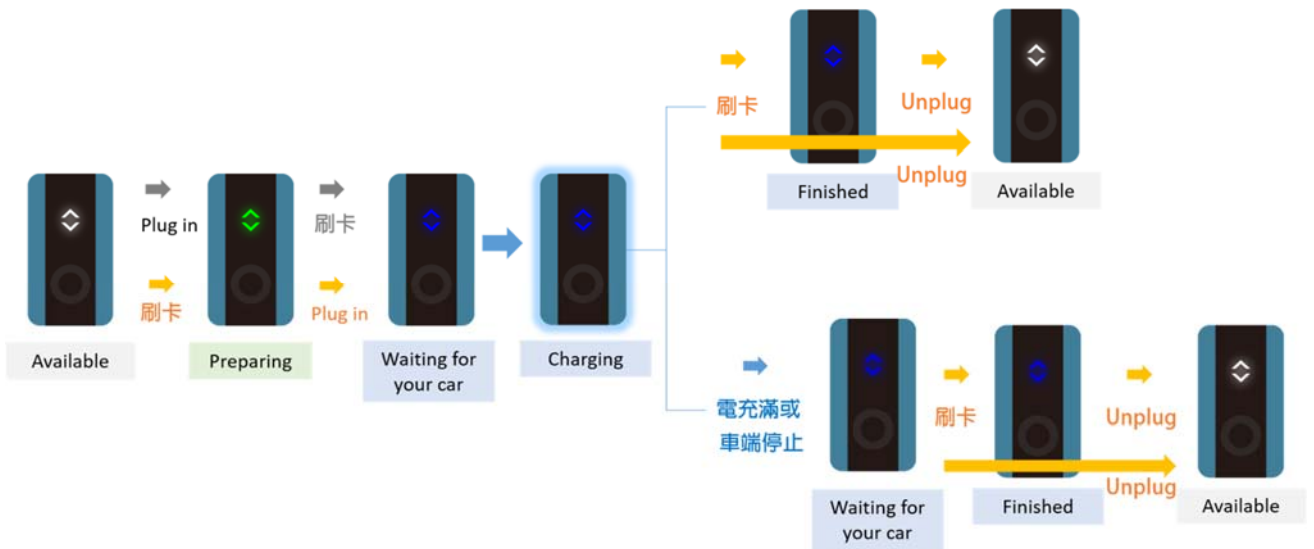 刷卡
Unplug
Unplug
Finished
Available
Plug in
刷卡
刷卡
Plug in
Available
Preparing
Waiting for
your car
Charging
電充滿或
車端停止
刷卡
Unplug
Unplug
Waiting for
your car
Finished
Available